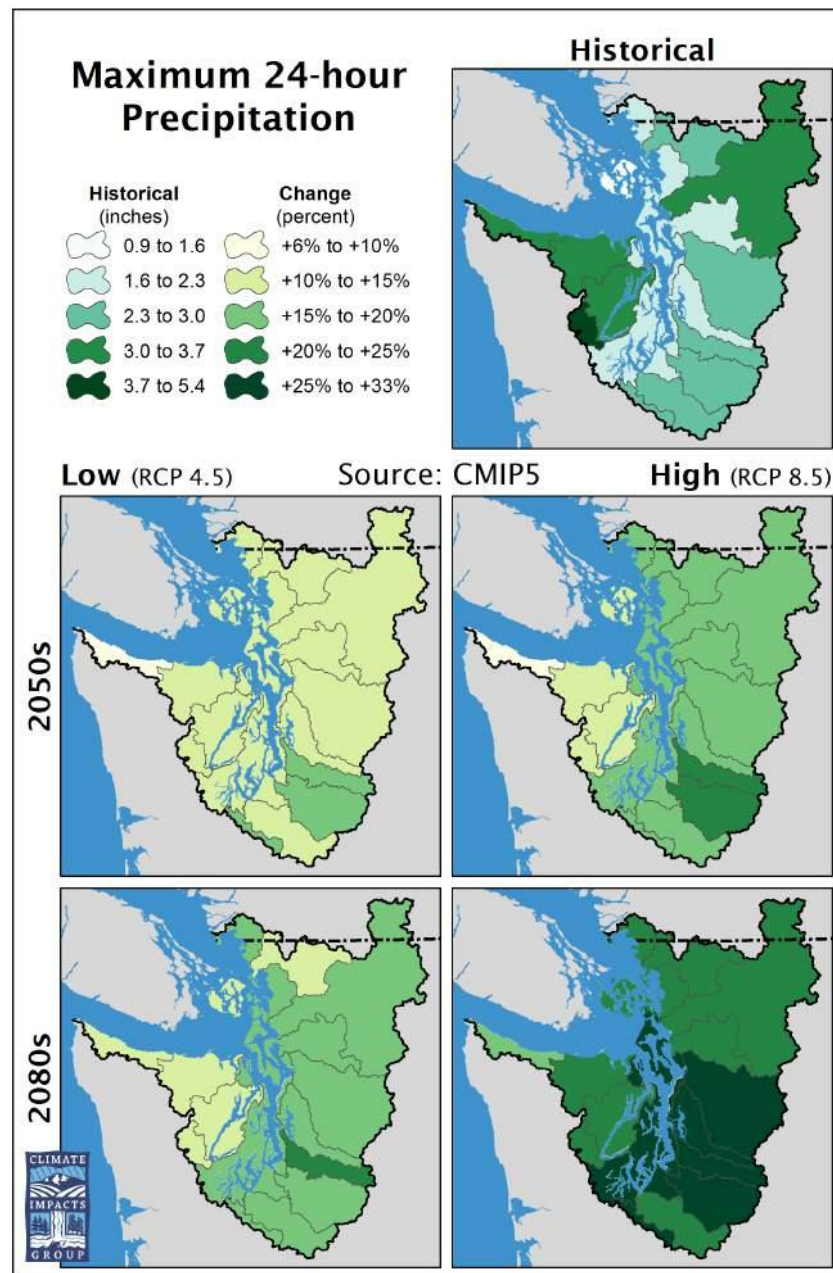 Maximum 24-hour
Precipitation
Historical
(inches)
0.9 to 1.6
1.6 to 2.3
2.3 to 3.0
3.0 to 3.7
3.7 to 5.4
Change
(percent)
+6% to +10%
+10% to +15%
+15% to +20%
+20% to +25%
+25% to +33%
Historical
Low (RCP 4.5)
Source: CMIP5
High (RCP 8.5)
2050s
2080s
CLIMATE
IMPACTS
GROUP